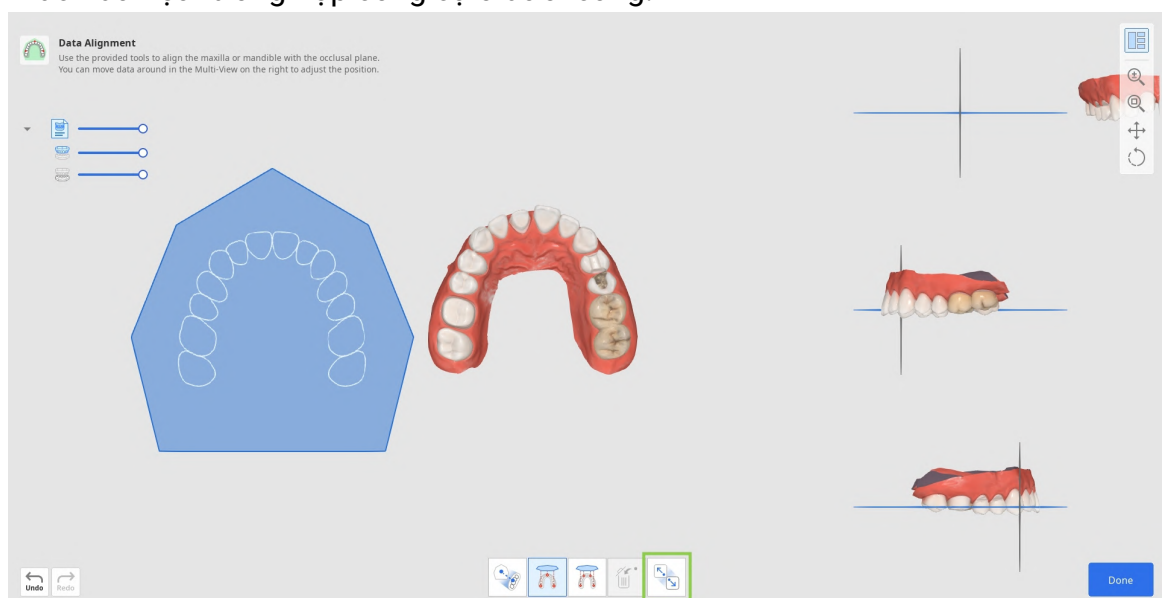 Data Alignment
Use the provided tools to align the maxilla or mandible with the occlusal plane.
You can move data around in the Multi-View on the right to adjust the position.
Undo
Redo
Done